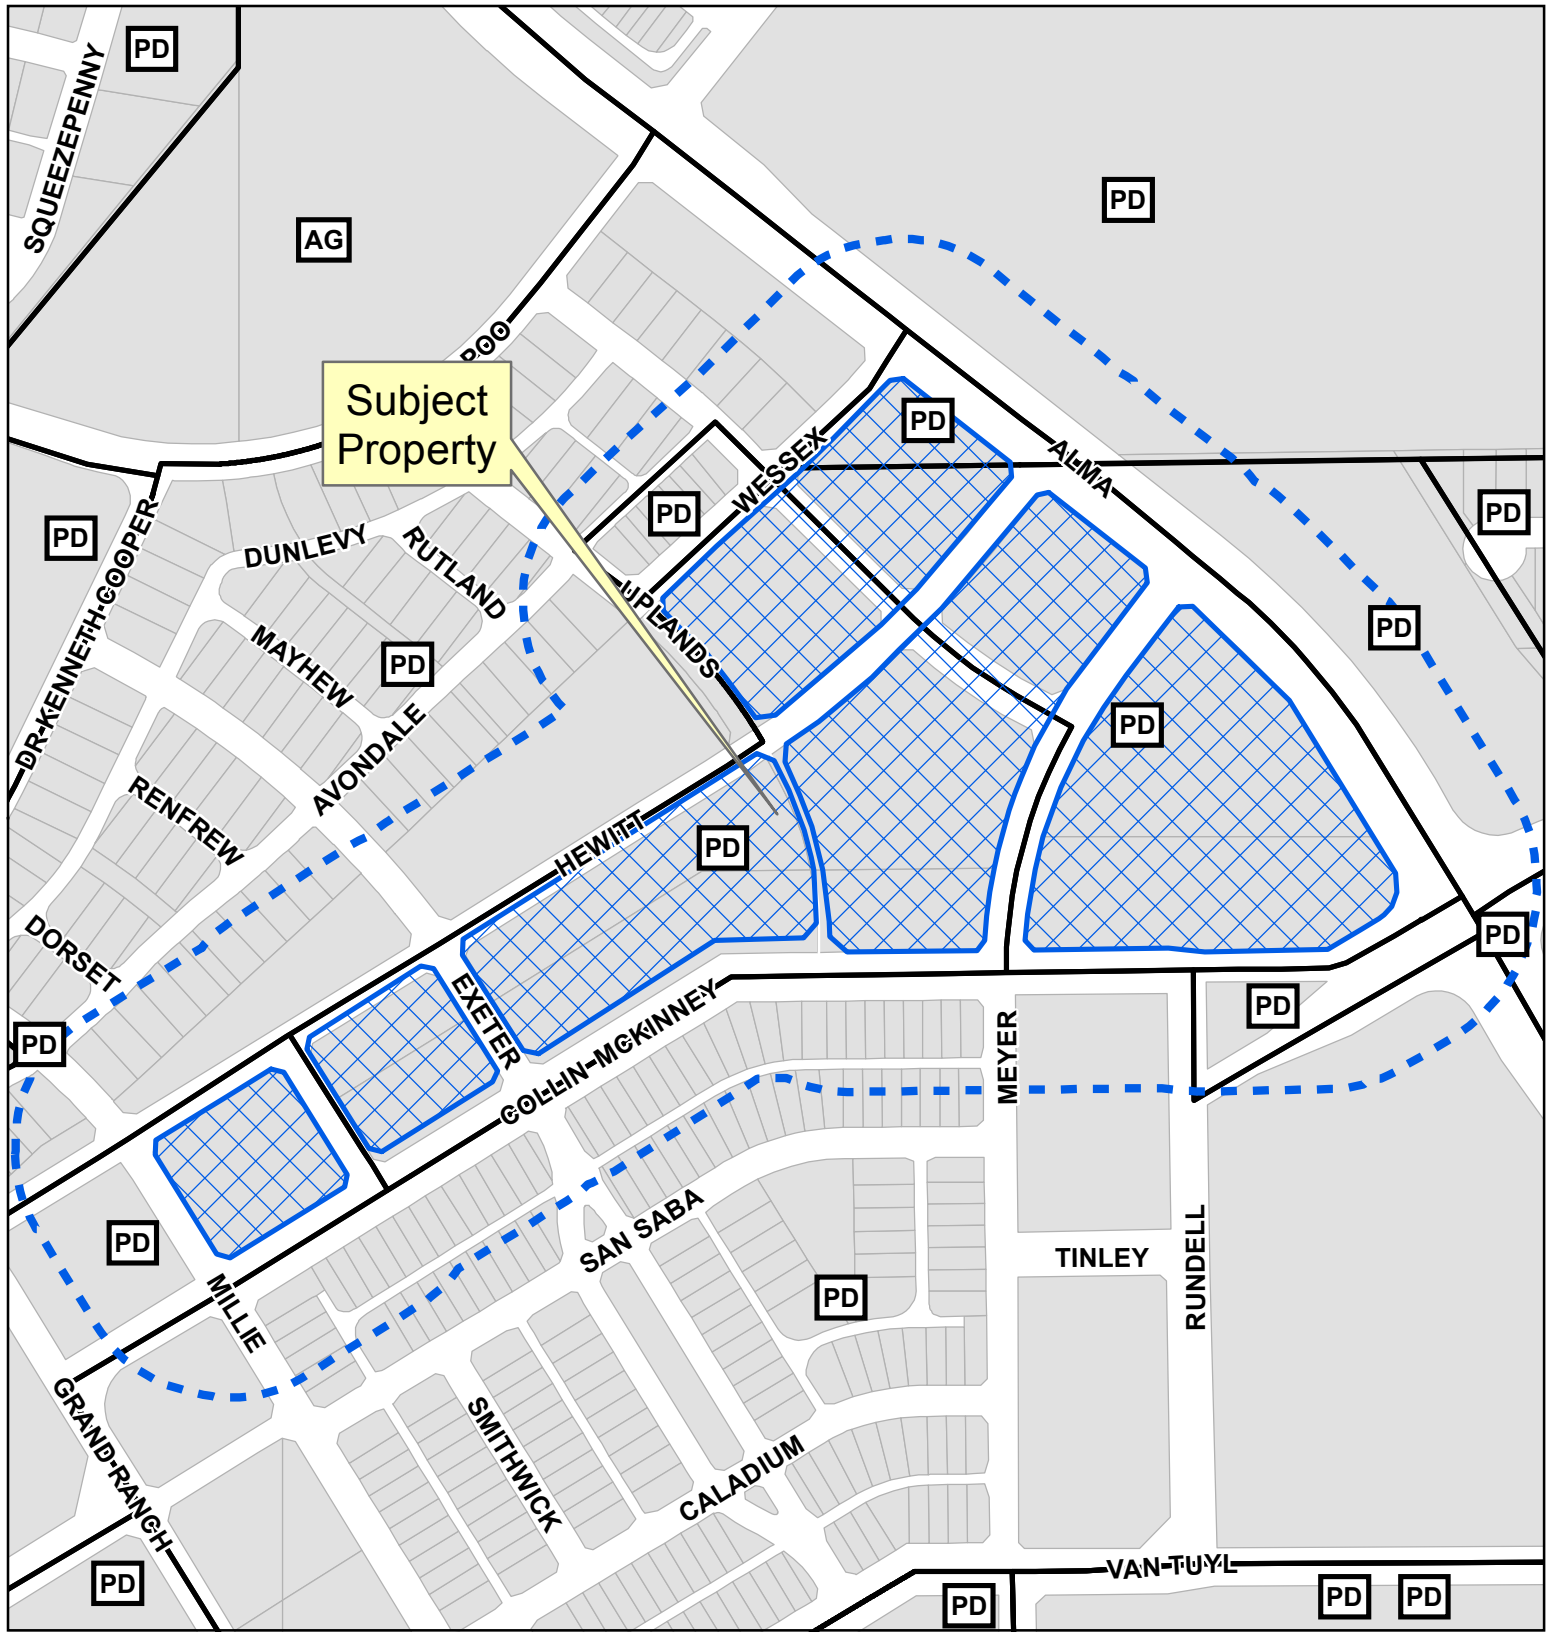 PD
SQUEEZEPENNY
AG
PD
ROO
Subject
Property
PD
WESSEX
ALMA
PD
PD
PD
DUNLEVY
RUTLAND
DR-KENNETH-COOPER
UPLANDS
PD
MAYHEW
PD
AVONDALE
PD
RENFREW
HEWITT
PD
DORSET
PD
EXETER
COLLIN-MCKINNEY
PD
MEYER
PD
PD
SAN SABA
TINLEY
RUNDELL
MILLIE
PD
GRAND-RANCH
SMITHWICK
CALADIUM
VAN-TUYL
PD
PD
PD
PD